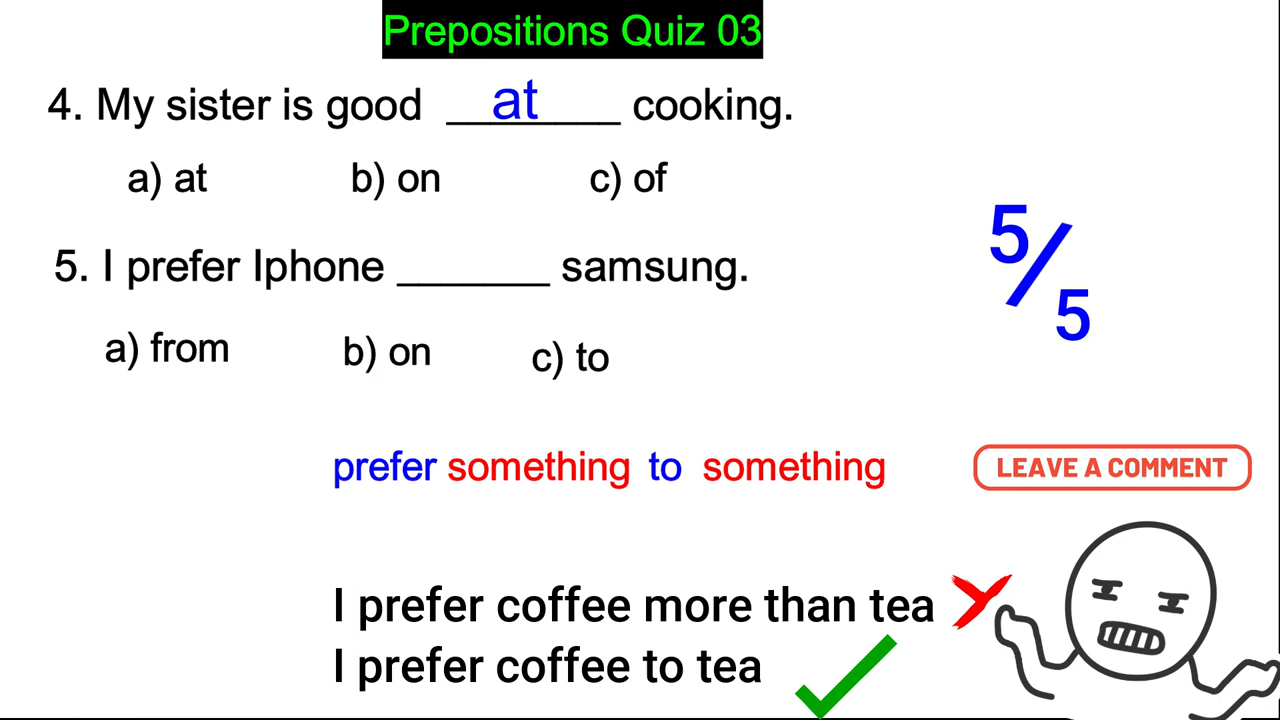 Prepositions Quiz 03
4. My sister is good ___at___ cooking.
a) at b) on c) of
5. I prefer Iphone _______ samsung.
a) from b) on c) to
5/5
prefer something to something
LEAVE A COMMENT
I prefer coffee more than tea
I prefer coffee to tea